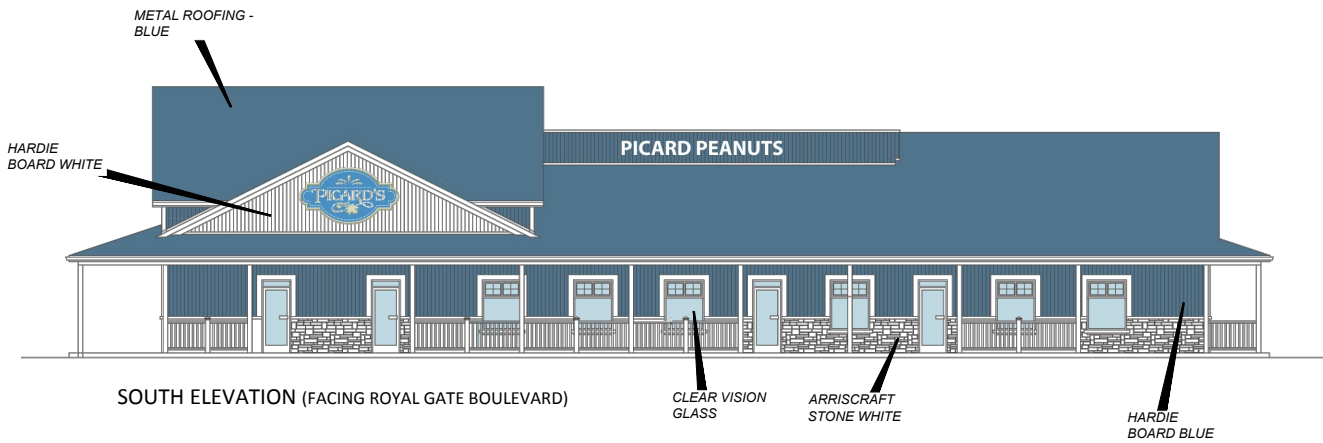 METAL ROOFING -
BLUE
HARDIE
BOARD WHITE
PICARD PEANUTS
PICARD'S
SOUTH ELEVATION (FACING ROYAL GATE BOULEVARD)
CLEAR VISION
GLASS
ARRISCRAFT
STONE WHITE
HARDIE
BOARD BLUE